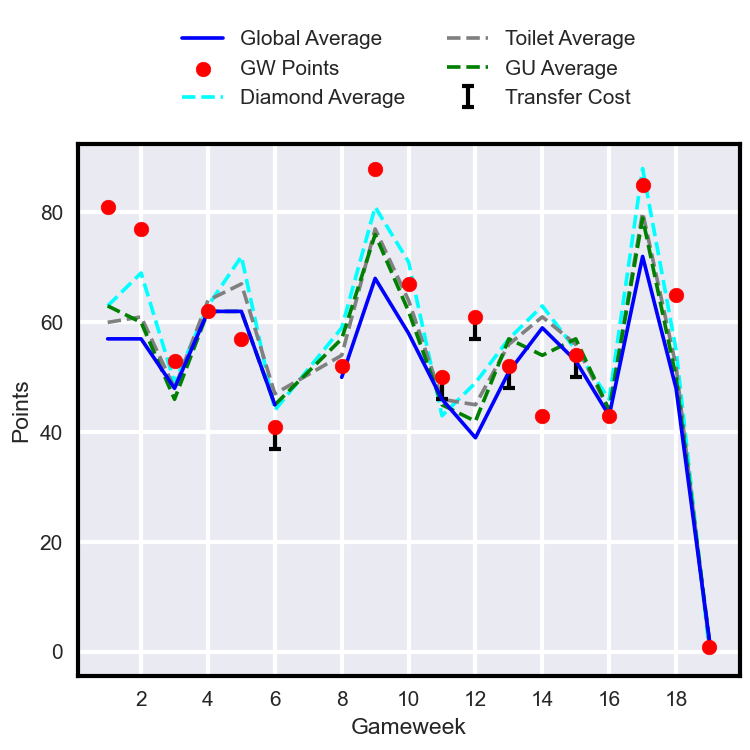 Global Average
GW Points
Diamond Average
Toilet Average
GU Average
Transfer Cost
Points
80
60
40
20
0
2 4 6 8 10 12 14 16 18
Gameweek